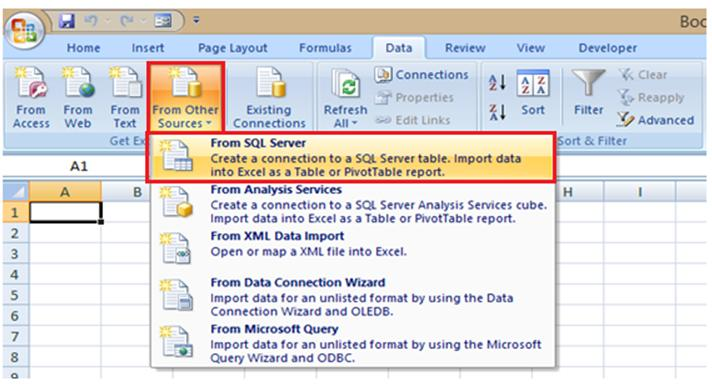 Boo
Home Insert Page Layout Formulas Data Review View Developer
From Access
From Web
From Text
From Other Sources
Existing Connections
Refresh All
Connections
Properties
Edit Links
Sort
Filter
Clear
Reapply
Advanced
Get Ex
Sort & Filter
A1
From SQL Server
Create a connection to a SQL Server table. Import data
into Excel as a Table or PivotTable report.
From Analysis Services
Create a connection to a SQL Server Analysis Services cube.
Import data into Excel as a Table or PivotTable report.
From XML Data Import
Open or map a XML file into Excel.
From Data Connection Wizard
Import data for an unlisted format by using the Data
Connection Wizard and OLEDB.
From Microsoft Query
Import data for an unlisted format by using the Microsoft
Query Wizard and ODBC.
A B H I
1
2
3
4
5
6
7
8
9